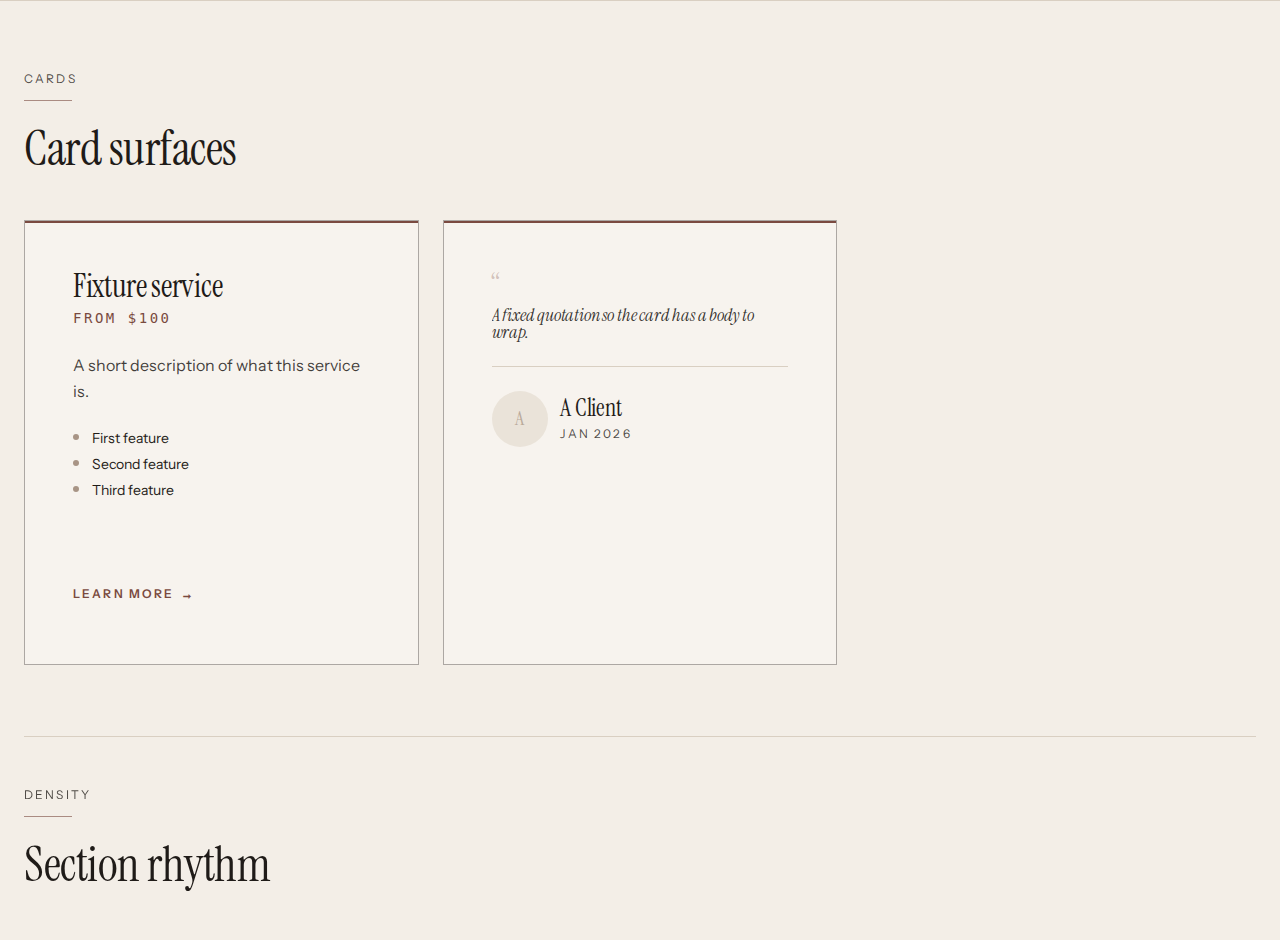 CARDS
Card surfaces
Fixture service
FROM $100
A short description of what this service
is.
First feature
Second feature
Third feature
LEARN MORE →
“
A fixed quotation so the card has a body to
wrap.
A
A Client
JAN 2026
DENSITY
Section rhythm